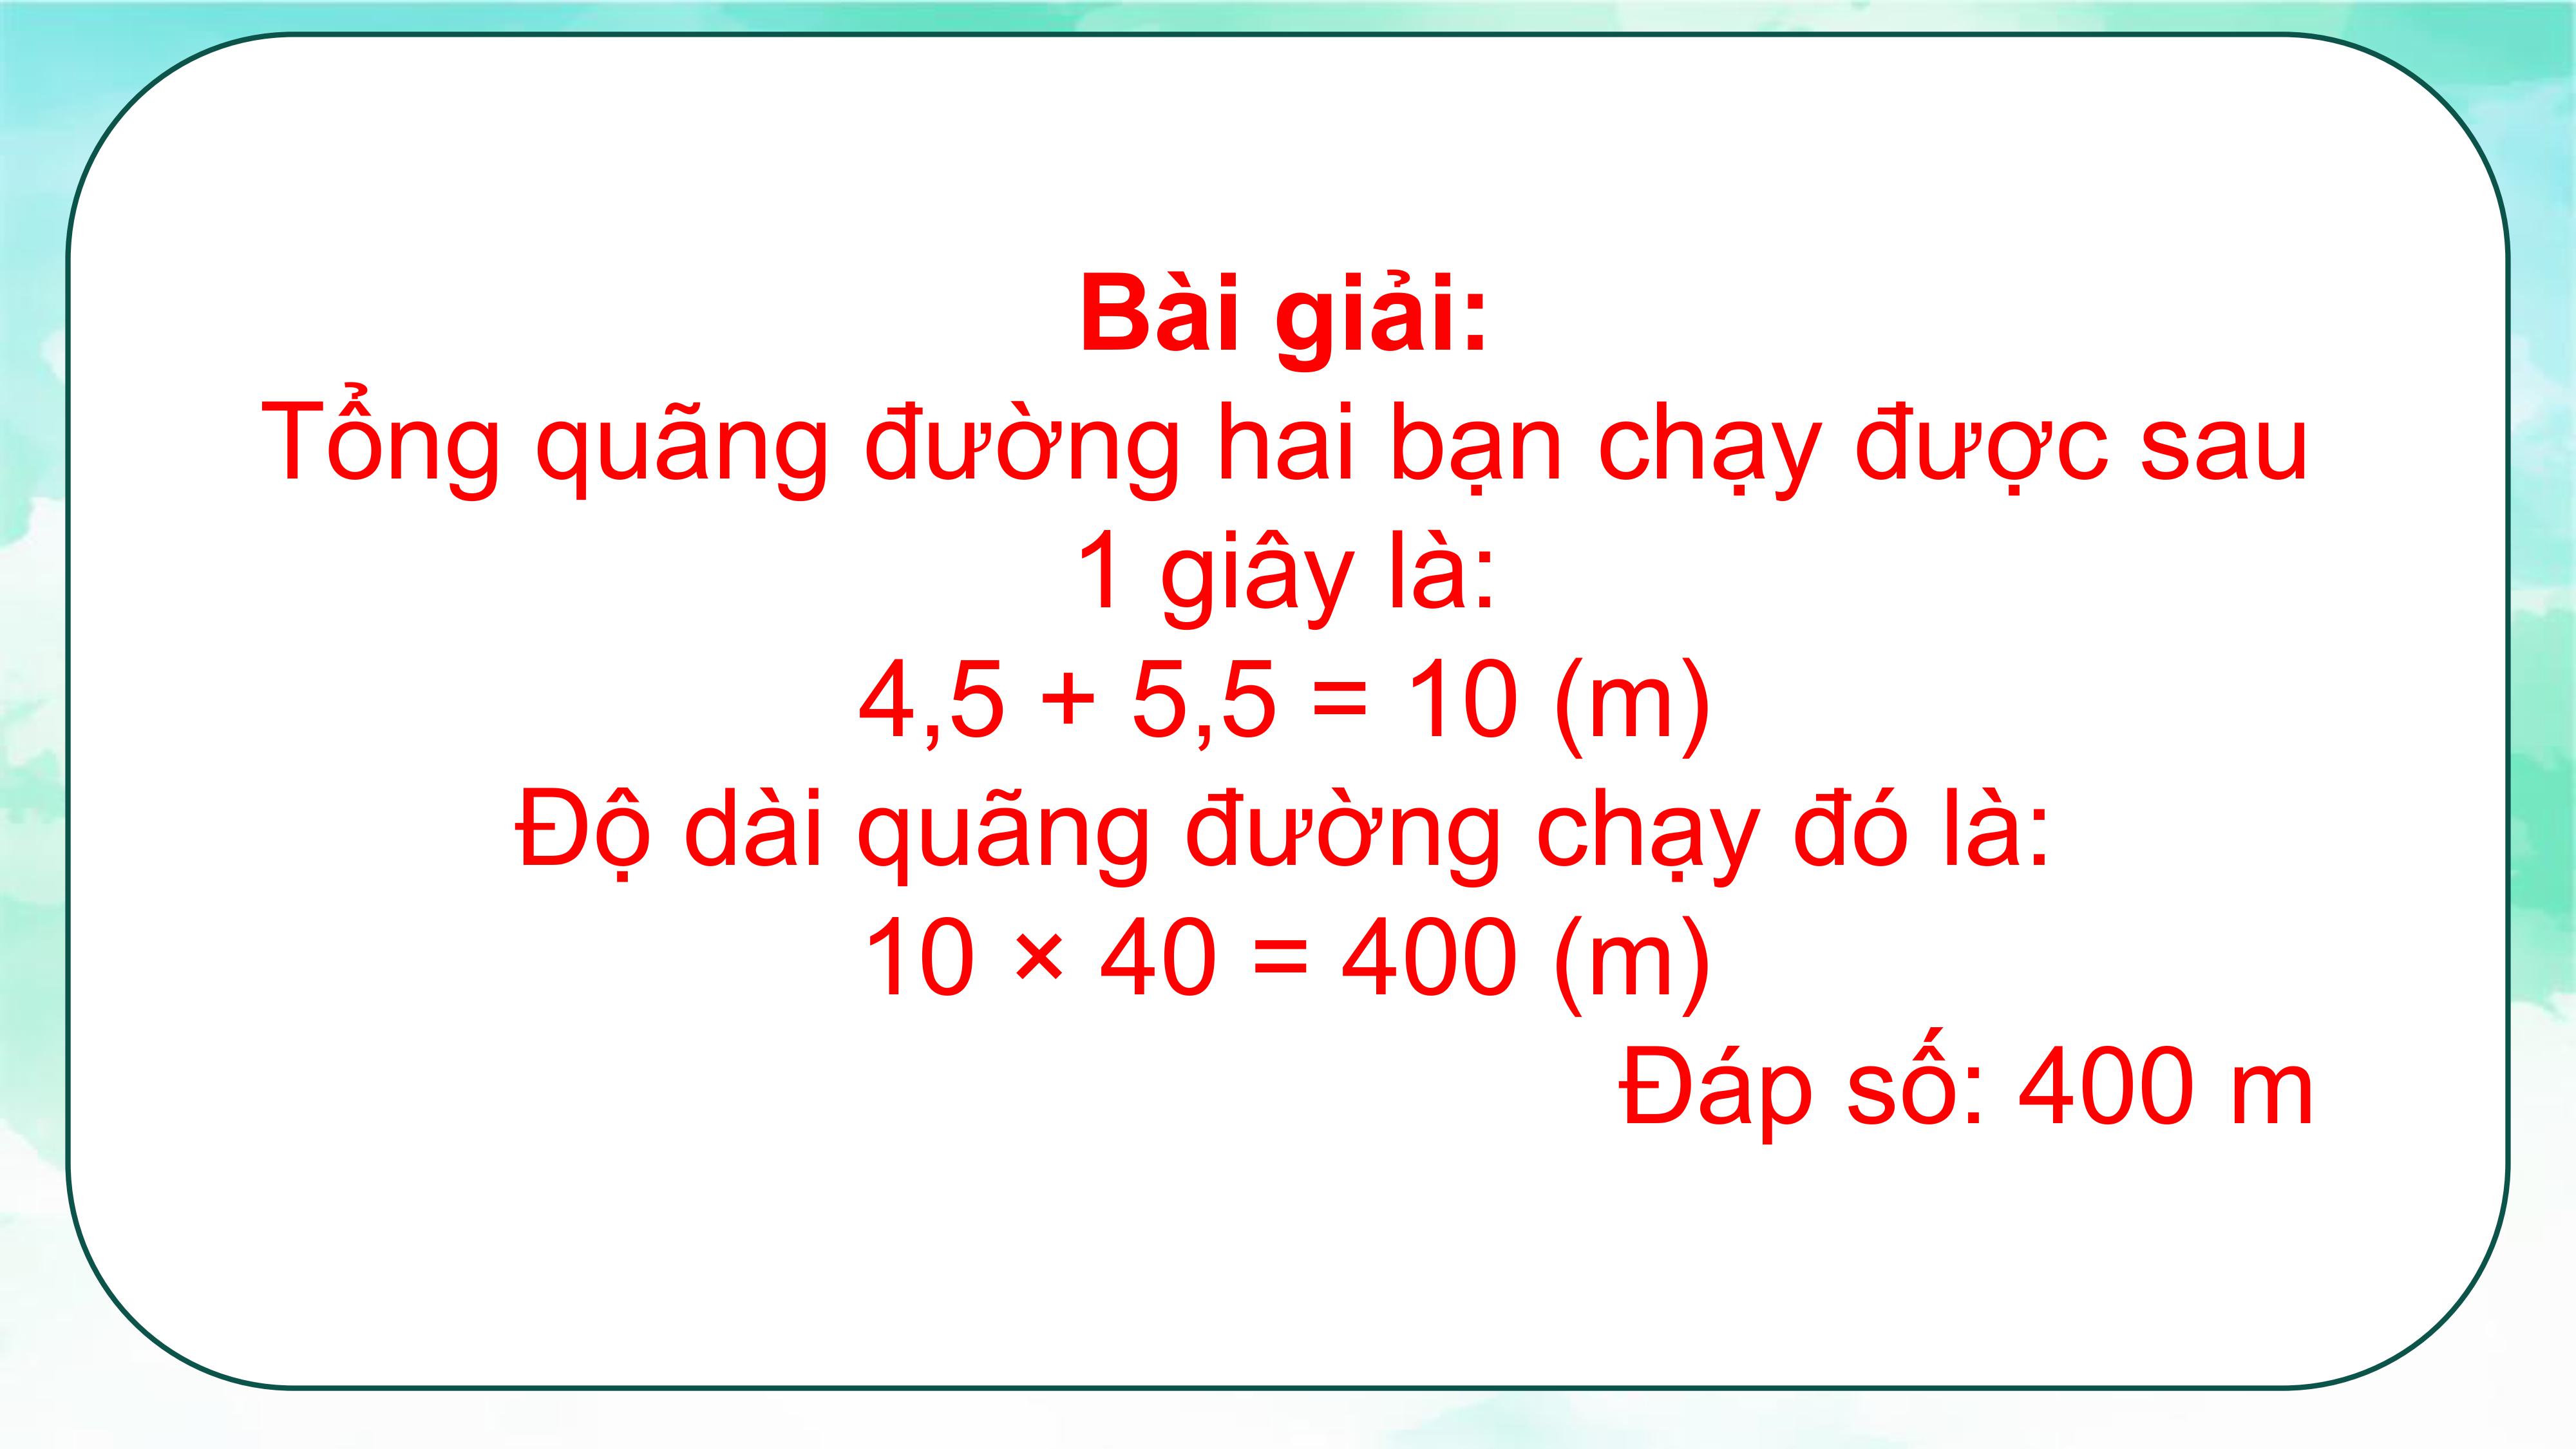 Bài giải:
Tổng quãng đường hai bạn chạy được sau
1 giây là:
4,5 + 5,5 = 10 (m)
Độ dài quãng đường chạy đó là:
10 × 40 = 400 (m)
Đáp số: 400 m